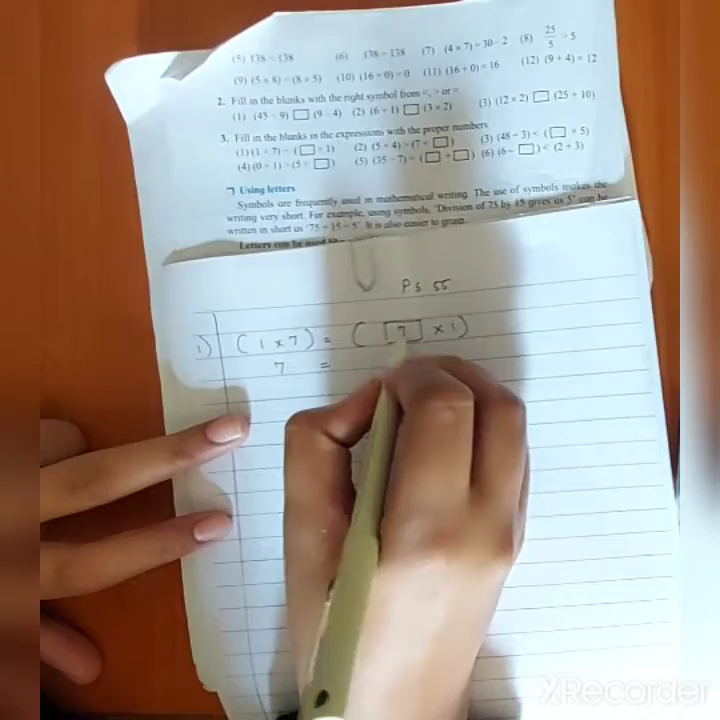 (5) 138 < 138 (6) 138 = 138 (7) (4 × 7) = 30 − 2 (8) 25/5 > 5
(9) (5 × 8) = (8 × 5) (10) (16 ÷ 0) = 0 (11) (16 + 0) = 16 (12) (9 + 4) = 12
2. Fill in the blanks with the right symbol from <, > or =
(1) (45 ÷ 9) □ (9 − 4) (2) (6 ÷ 1) □ (3 × 2) (3) (12 × 2) □ (25 + 10)
3. Fill in the blanks in the expressions with the proper numbers
(1) (1 × 7) = (□ × 1) (2) (5 × 4) > (7 × □) (3) (48 ÷ 3) < (□ × 5)
(4) (0 + 1) > (5 × □) (5) (35 ÷ 7) = (□ + □) (6) (6 − □) < (2 + 3)
Using letters
Symbols are frequently used in mathematical writing. The use of symbols makes the
writing very short. For example, using symbols, 'Division of 75 by 15 gives us 5' can be
written in short as '75 ÷ 15 = 5' It is also easier to grasp.
Letters can be used like
Ps 55
1) ( 1 × 7 ) = ( 7 × 1 )
7 =
XRecorder